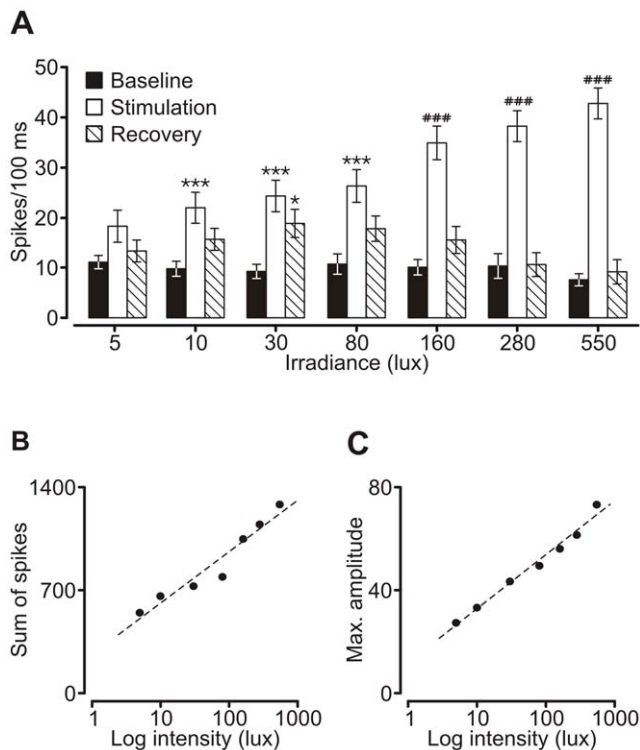 A
50
40
30
20
10
0
Spikes/100 ms
Baseline
Stimulation
Recovery
***
***
*
***
###
###
###
5 10 30 80 160 280 550
Irradiance (lux)
B
1400
700
0
Sum of spikes
1 10 100 1000
Log intensity (lux)
C
80
40
0
Max. amplitude
1 10 100 1000
Log intensity (lux)